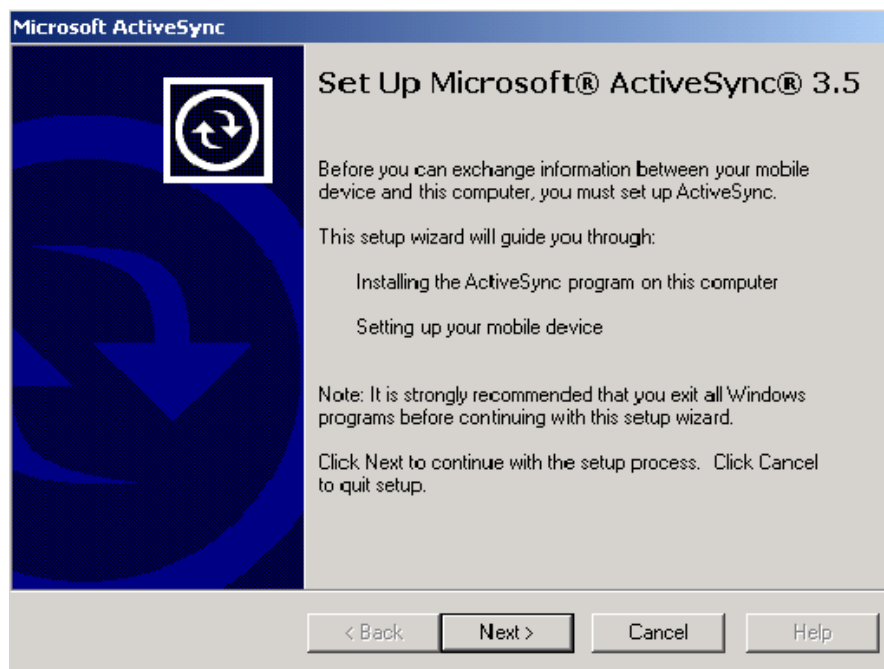 Microsoft ActiveSync
Set Up Microsoft® ActiveSync® 3.5
Before you can exchange information between your mobile
device and this computer, you must set up ActiveSync.
This setup wizard will guide you through:
Installing the ActiveSync program on this computer
Setting up your mobile device
Note: It is strongly recommended that you exit all Windows
programs before continuing with this setup wizard.
Click Next to continue with the setup process. Click Cancel
to quit setup.
< Back Next > Cancel Help